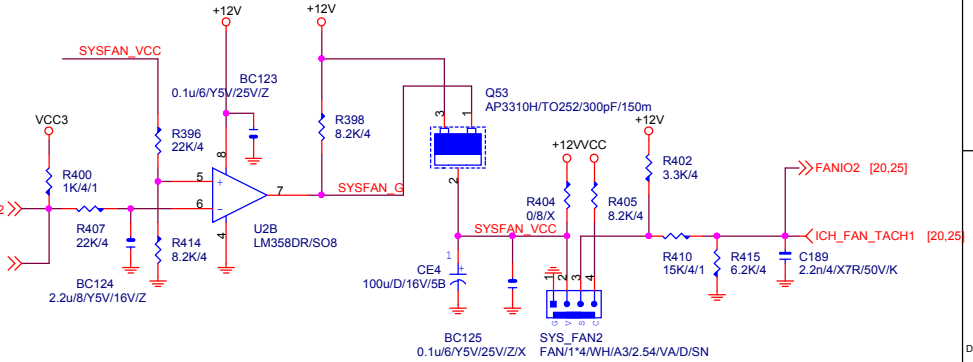 +12V
+12V
SYSFAN_VCC
BC123
0.1u/6/Y5V/25V/Z
Q53
AP3310H/TO252/300pF/150m
3
1
VCC3
R396
22K/4
R398
8.2K/4
+12V
+12VVCC
8
R400
1K/4/1
5
+
7
SYSFAN_G
2
R402
3.3K/4
FANIO2 [20,25]
6
-
R404
0/8/X
R405
8.2K/4
2
R407
22K/4
4
U2B
LM358DR/SO8
SYSFAN_VCC
ICH_FAN_TACH1 [20,25]
R414
8.2K/4
1
+
CE4
100u/D/16V/5B
R410
15K/4/1
R415
6.2K/4
C189
2.2n/4/X7R/50V/K
BC124
2.2u/8/Y5V/16V/Z
1
2
3
4
G
V
S
C
BC125
0.1u/6/Y5V/25V/Z/X
SYS_FAN2
FAN/1*4/WH/A3/2.54/VA/D/SN
D